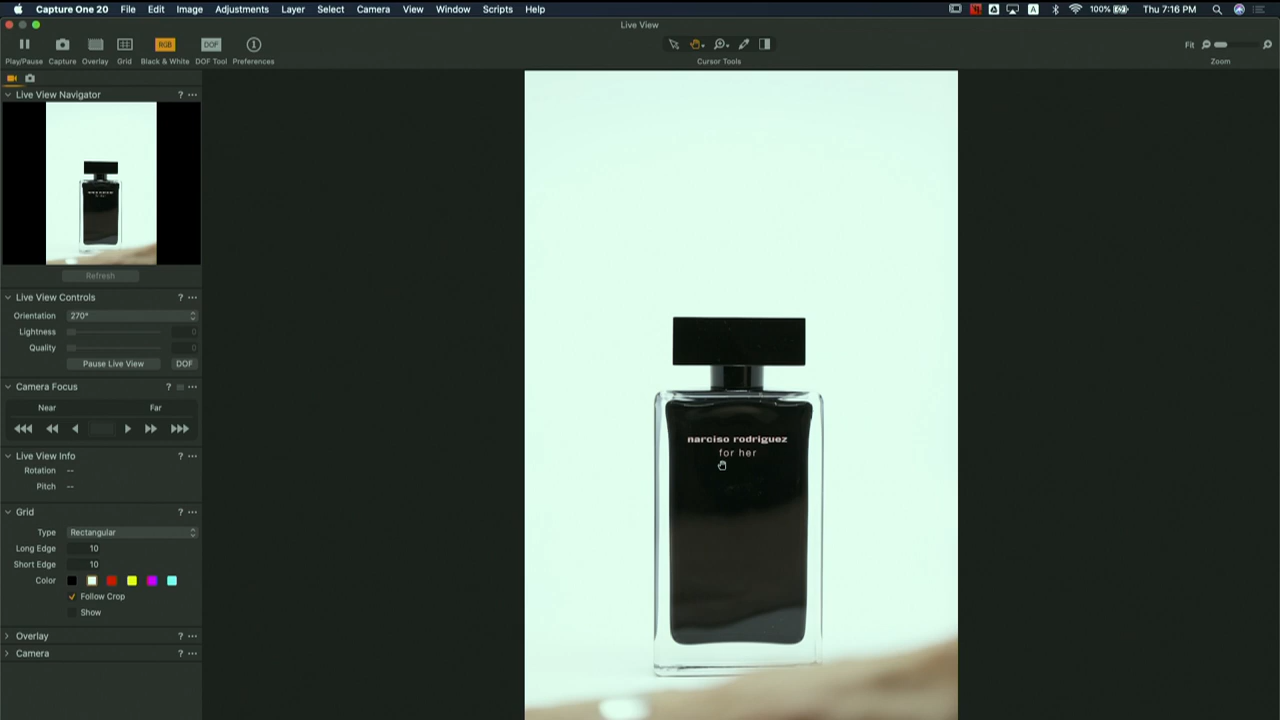 Capture One 20 File Edit Image Adjustments Layer Select Camera View Window Scripts Help A 100% Thu 7:16 PM
Live View
Play/Pause Capture Overlay Grid RGB Black & White DOF DOF Tool Preferences Cursor Tools Fit Zoom
Live View Navigator ? ...
Refresh
Live View Controls ? ...
Orientation 270°
Lightness 0
Quality 0
Pause Live View DOF
Camera Focus ? ...
Near Far
Live View Info ? ...
Rotation --
Pitch --
Grid ? ...
Type Rectangular
Long Edge 10
Short Edge 10
Color
Follow Crop
Show
Overlay ? ...
Camera ? ...
narciso rodriguez
for her